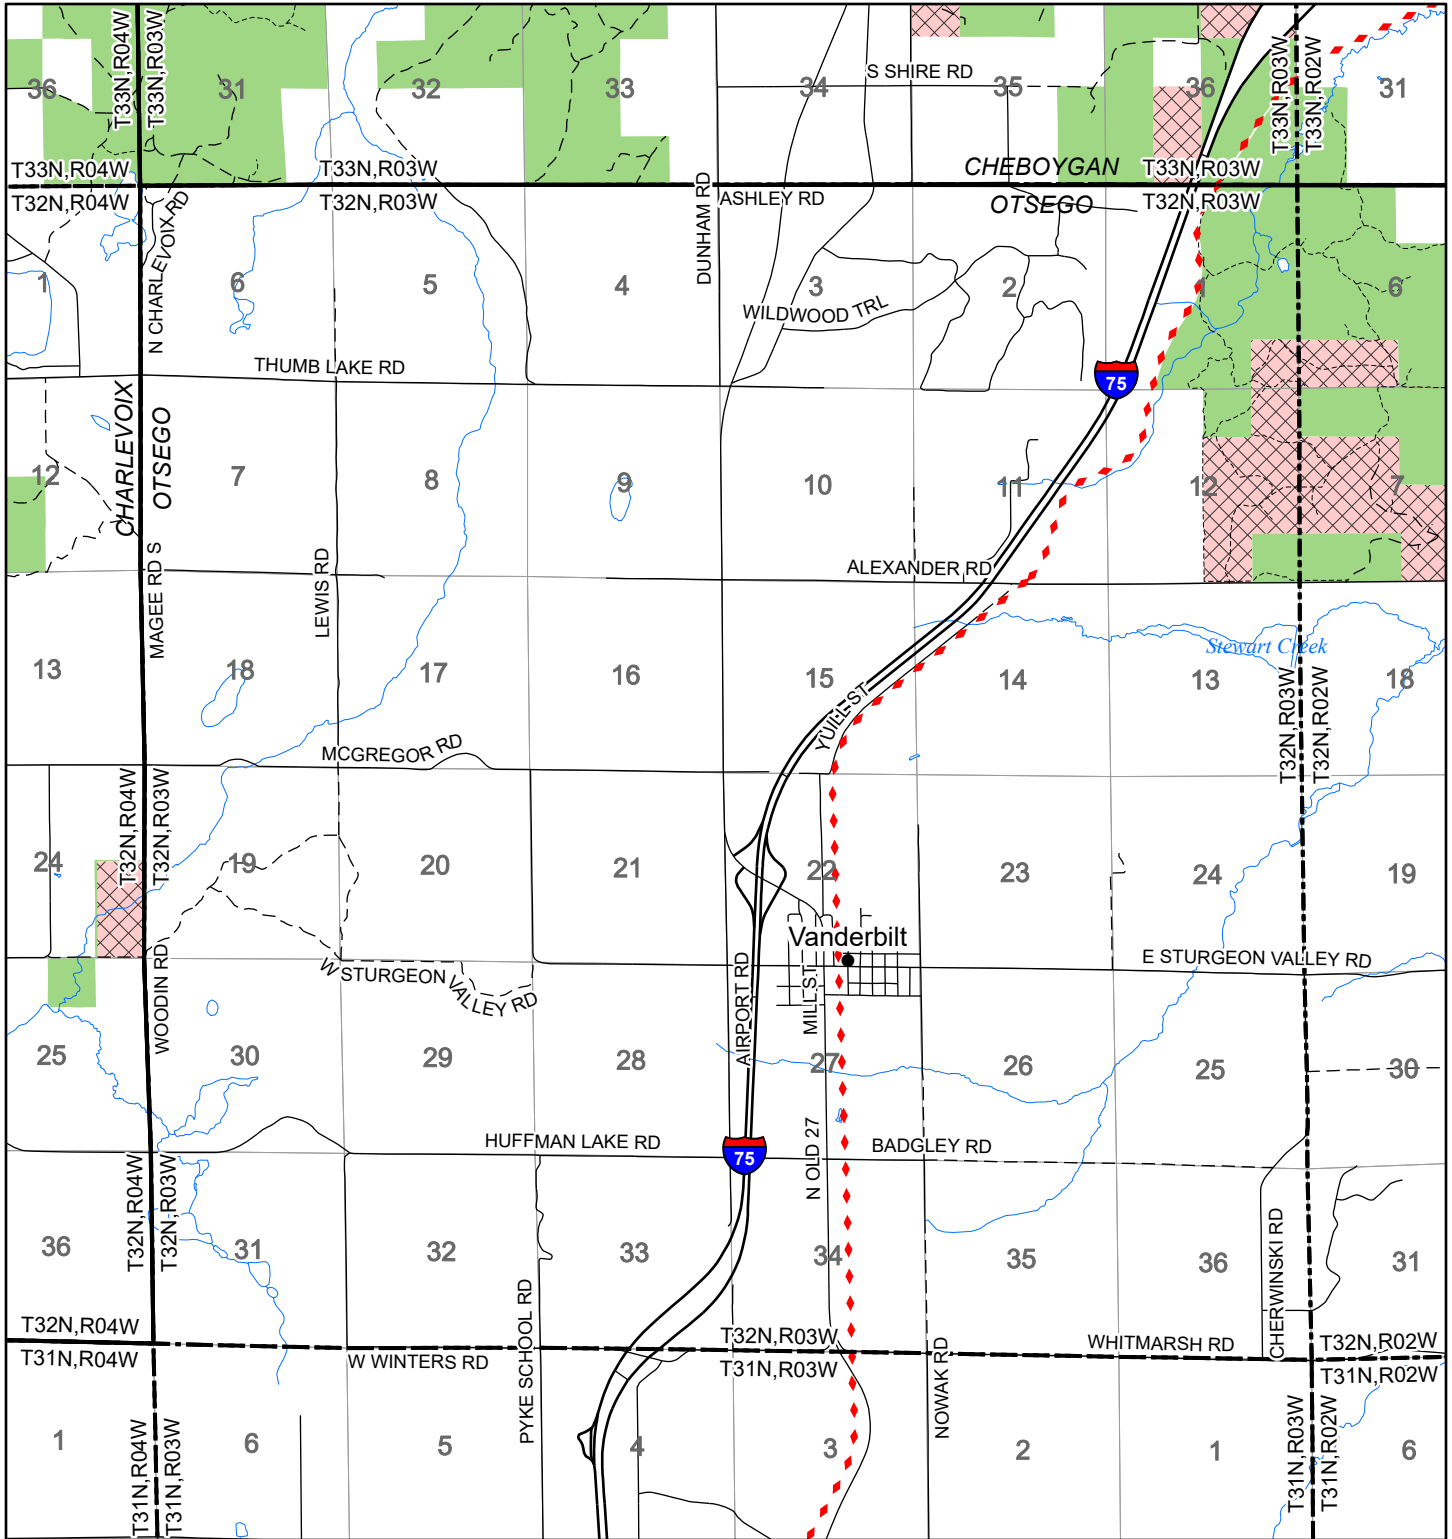 T33N,R04W
T33N,R03W
T33N,R03W
T33N,R02W
S SHIRE RD
36
31
32
33
34
35
36
31
T33N,R04W
T33N,R03W
CHEBOYGAN
T33N,R03W
T32N,R04W
T32N,R03W
DUNHAM RD
ASHLEY RD
OTSEGO
T32N,R03W
N CHARLEVOIX RD
1
6
5
4
3
2
1
6
WILDWOOD TRL
THUMB LAKE RD
75
CHARLEVOIX
OTSEGO
12
7
8
9
10
11
12
7
MAGEE RD S
LEWIS RD
ALEXANDER RD
Stewart Creek
13
18
17
16
15
14
13
18
YUILL ST
T32N,R03W
T32N,R02W
MCGREGOR RD
T32N,R04W
T32N,R03W
24
19
20
21
22
23
24
19
Vanderbilt
WOODIN RD
W STURGEON VALLEY RD
AIRPORT RD
MILL ST
E STURGEON VALLEY RD
25
30
29
28
27
26
25
30
HUFFMAN LAKE RD
75
N OLD 27
BADGLEY RD
T32N,R04W
T32N,R03W
36
31
32
33
34
35
36
31
PYKE SCHOOL RD
CHERWINSKI RD
T32N,R04W
T32N,R03W
WHITMARSH RD
T32N,R02W
T31N,R04W
W WINTERS RD
T31N,R03W
NOWAK RD
T31N,R02W
1
6
5
4
3
2
1
6
T31N,R04W
T31N,R03W
T31N,R03W
T31N,R02W